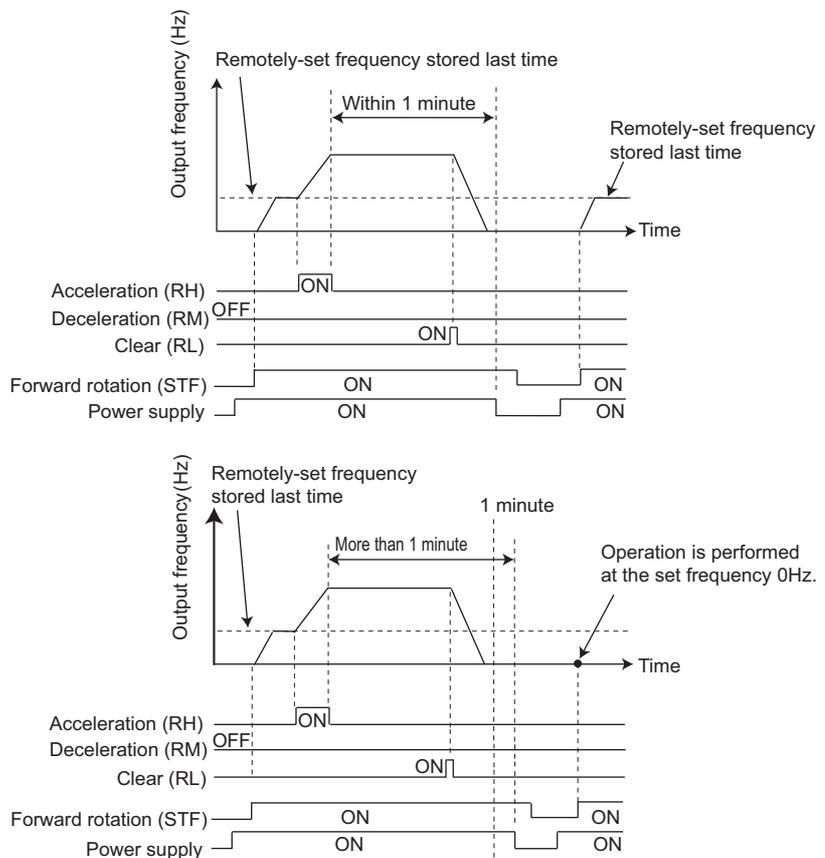 Output frequency (Hz)
Remotely-set frequency stored last time
Within 1 minute
Remotely-set frequency
stored last time
Time
Acceleration (RH)
ON
Deceleration (RM)
OFF
Clear (RL)
ON
Forward rotation (STF)
ON
ON
Power supply
ON
ON
Output frequency(Hz)
Remotely-set frequency
stored last time
1 minute
More than 1 minute
Operation is performed
at the set frequency 0Hz.
Time
Acceleration (RH)
ON
Deceleration (RM)
OFF
Clear (RL)
ON
Forward rotation (STF)
ON
ON
Power supply
ON
ON